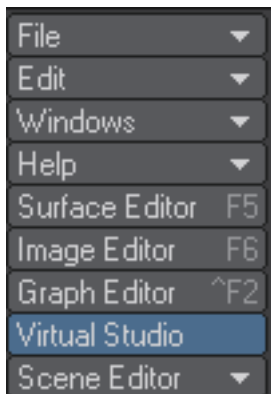 File
Edit
Windows
Help
Surface Editor F5
Image Editor F6
Graph Editor ^F2
Virtual Studio
Scene Editor